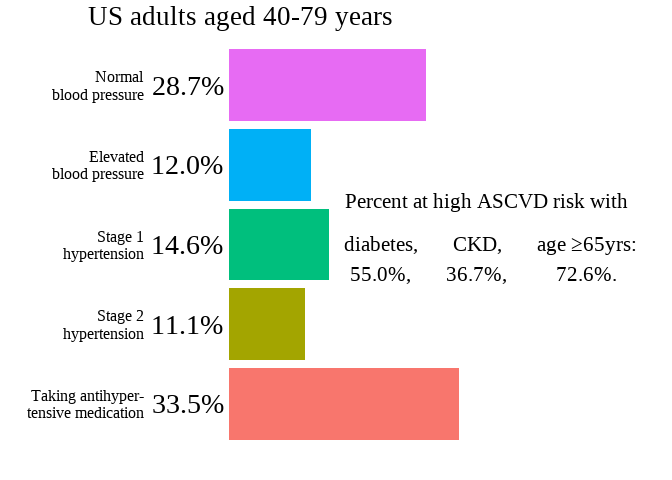 US adults aged 40-79 years
Normal
blood pressure
28.7%
Elevated
blood pressure
12.0%
Percent at high ASCVD risk with
Stage 1
hypertension
14.6%
diabetes, CKD, age ≥65yrs:
55.0%, 36.7%, 72.6%.
Stage 2
hypertension
11.1%
Taking antihyper-
tensive medication
33.5%